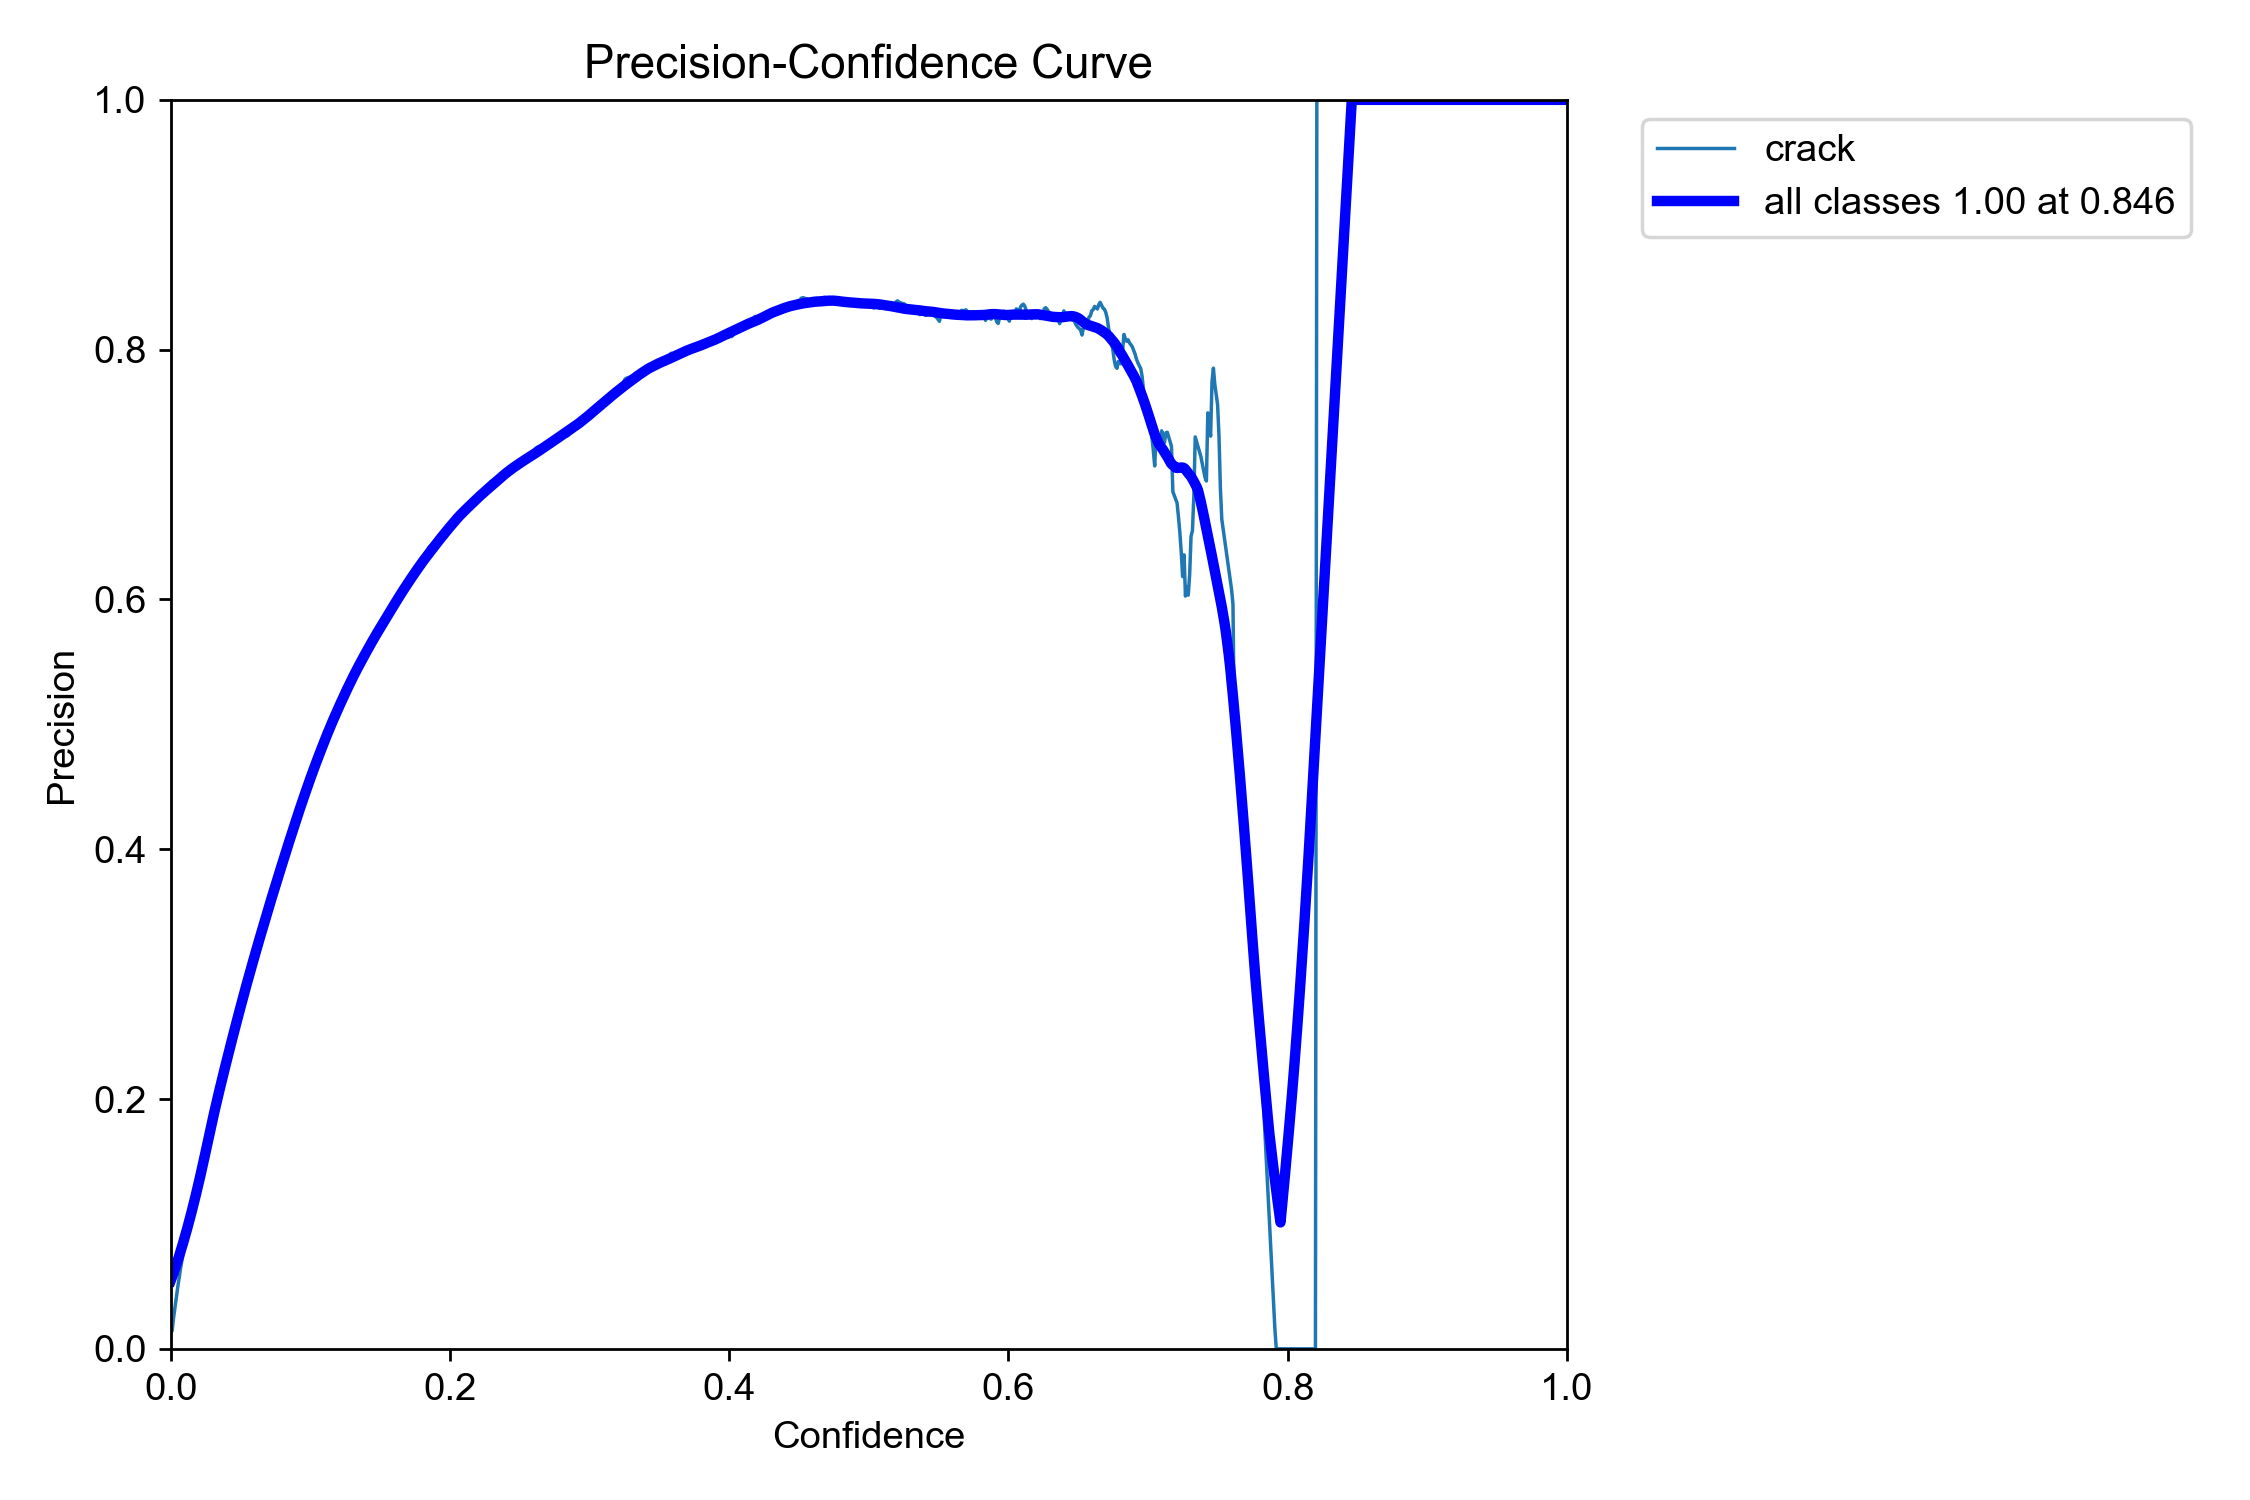 Precision-Confidence Curve
1.0
0.8
0.6
0.4
0.2
0.0
Precision
0.0 0.2 0.4 0.6 0.8 1.0
Confidence
crack
all classes 1.00 at 0.846